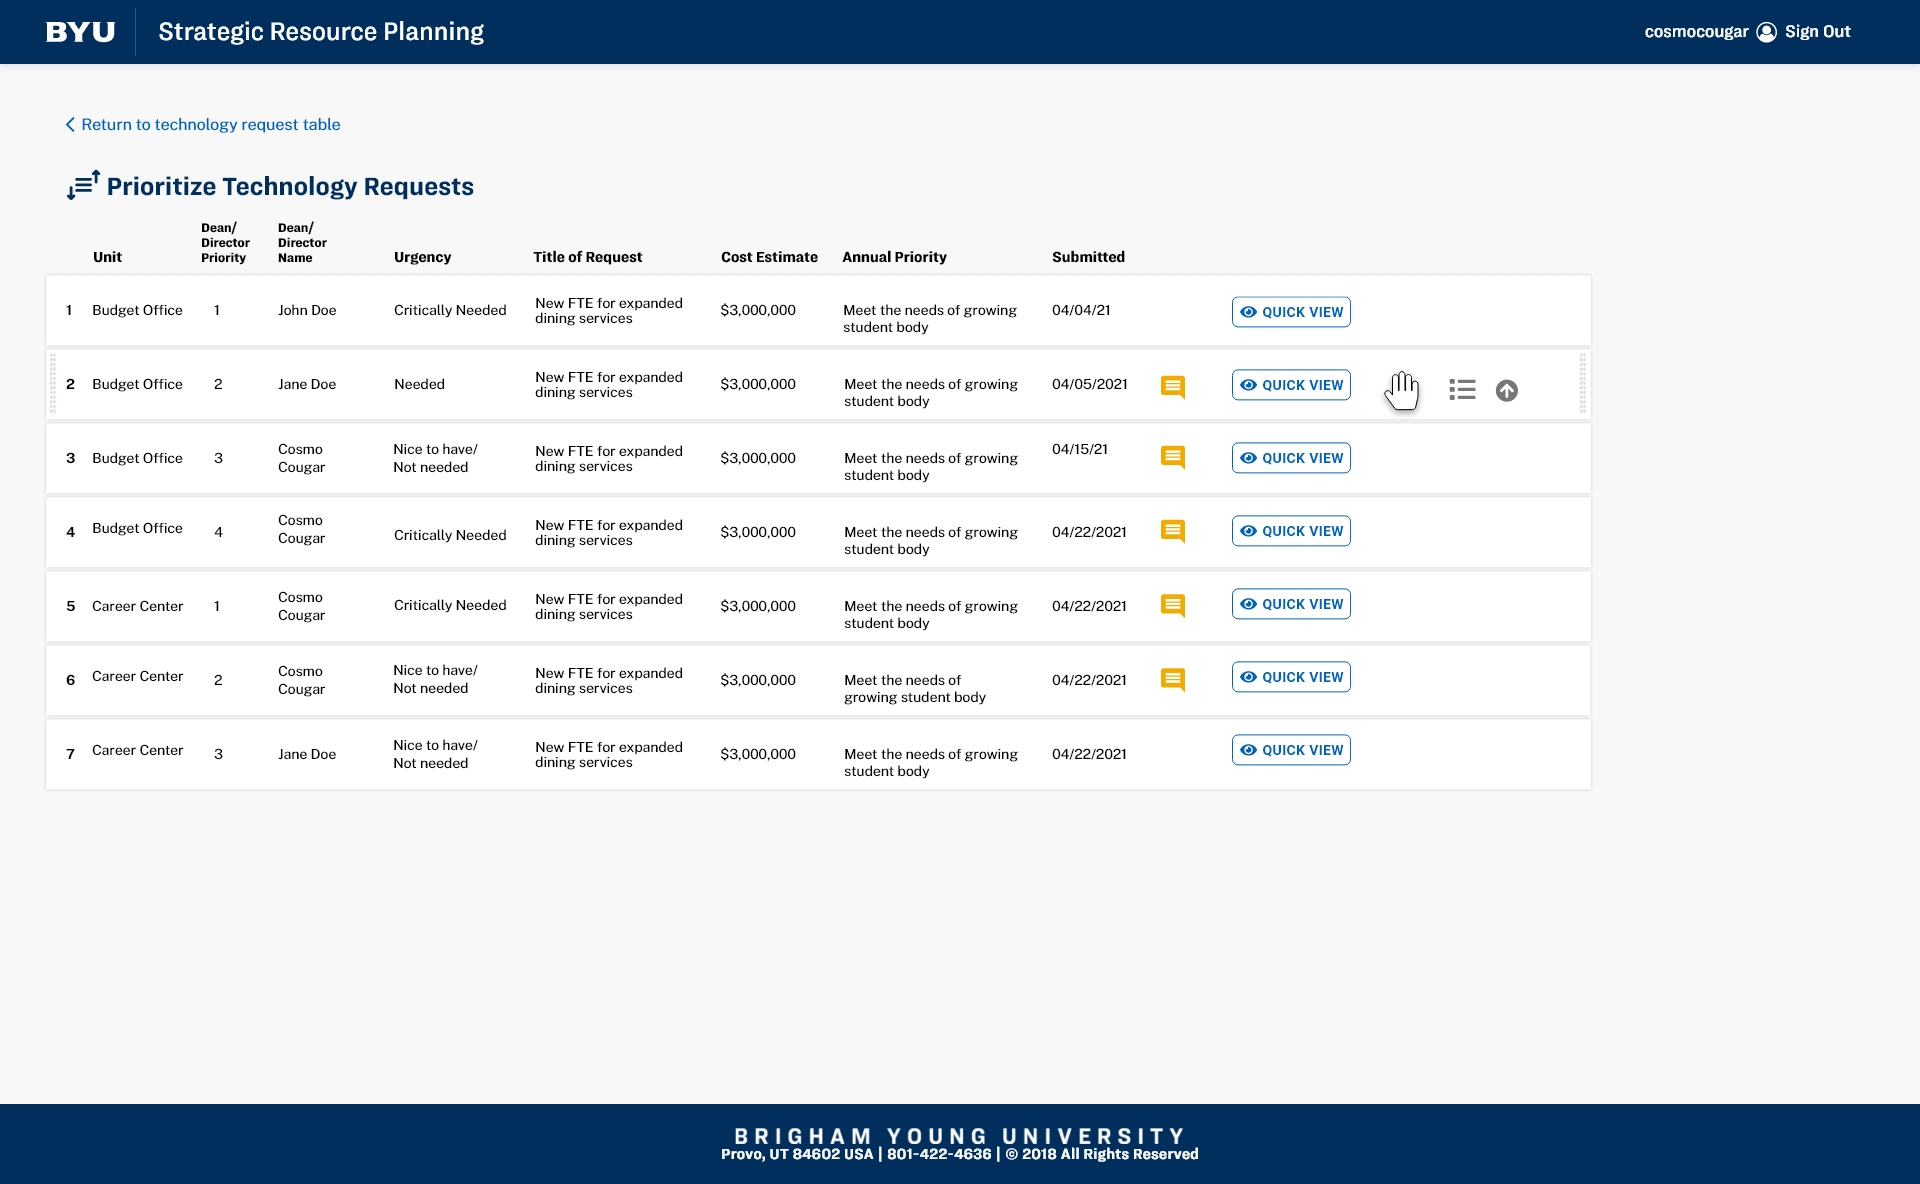 BYU Strategic Resource Planning cosmocougar Sign Out
Return to technology request table
Prioritize Technology Requests
Unit
Dean/
Director
Priority
Dean/
Director
Name
Urgency
Title of Request
Cost Estimate
Annual Priority
Submitted
1 Budget Office 1 John Doe Critically Needed
New FTE for expanded
dining services
$3,000,000
Meet the needs of growing
student body
04/04/21
QUICK VIEW
2 Budget Office 2 Jane Doe Needed
New FTE for expanded
dining services
$3,000,000
Meet the needs of growing
student body
04/05/2021
QUICK VIEW
3 Budget Office 3
Cosmo
Cougar
Nice to have/
Not needed
New FTE for expanded
dining services
$3,000,000
Meet the needs of growing
student body
04/15/21
QUICK VIEW
4 Budget Office 4
Cosmo
Cougar
Critically Needed
New FTE for expanded
dining services
$3,000,000
Meet the needs of growing
student body
04/22/2021
QUICK VIEW
5 Career Center 1
Cosmo
Cougar
Critically Needed
New FTE for expanded
dining services
$3,000,000
Meet the needs of growing
student body
04/22/2021
QUICK VIEW
6 Career Center 2
Cosmo
Cougar
Nice to have/
Not needed
New FTE for expanded
dining services
$3,000,000
Meet the needs of
growing student body
04/22/2021
QUICK VIEW
7 Career Center 3 Jane Doe
Nice to have/
Not needed
New FTE for expanded
dining services
$3,000,000
Meet the needs of growing
student body
04/22/2021
QUICK VIEW
BRIGHAM YOUNG UNIVERSITY
Provo, UT 84602 USA | 801-422-4636 | © 2018 All Rights Reserved